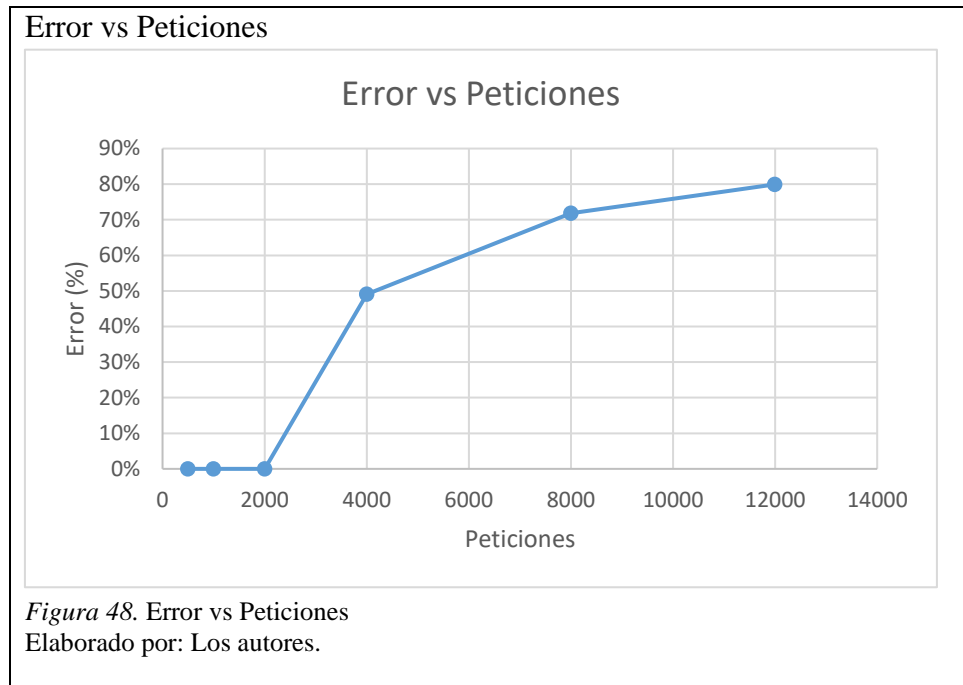 Error vs Peticiones
Error vs Peticiones
90%
80%
70%
60%
50%
40%
30%
20%
10%
0%
Error (%)
0 2000 4000 6000 8000 10000 12000 14000
Peticiones
Figura 48. Error vs Peticiones
Elaborado por: Los autores.